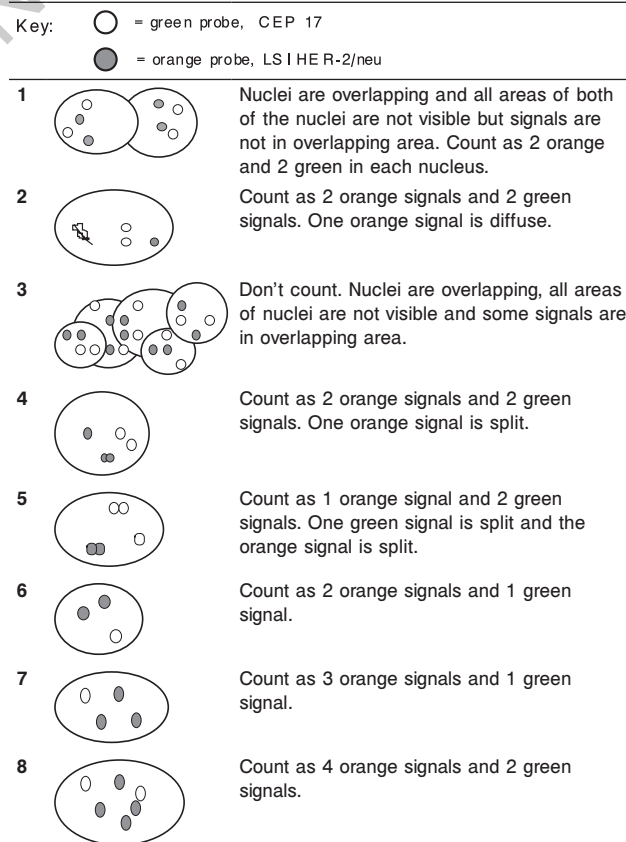 Key: = green probe, CEP 17
= orange probe, LSI HER-2/neu
1 Nuclei are overlapping and all areas of both
of the nuclei are not visible but signals are
not in overlapping area. Count as 2 orange
and 2 green in each nucleus.
2 Count as 2 orange signals and 2 green
signals. One orange signal is diffuse.
3 Don't count. Nuclei are overlapping, all areas
of nuclei are not visible and some signals are
in overlapping area.
4 Count as 2 orange signals and 2 green
signals. One orange signal is split.
5 Count as 1 orange signal and 2 green
signals. One green signal is split and the
orange signal is split.
6 Count as 2 orange signals and 1 green
signal.
7 Count as 3 orange signals and 1 green
signal.
8 Count as 4 orange signals and 2 green
signals.